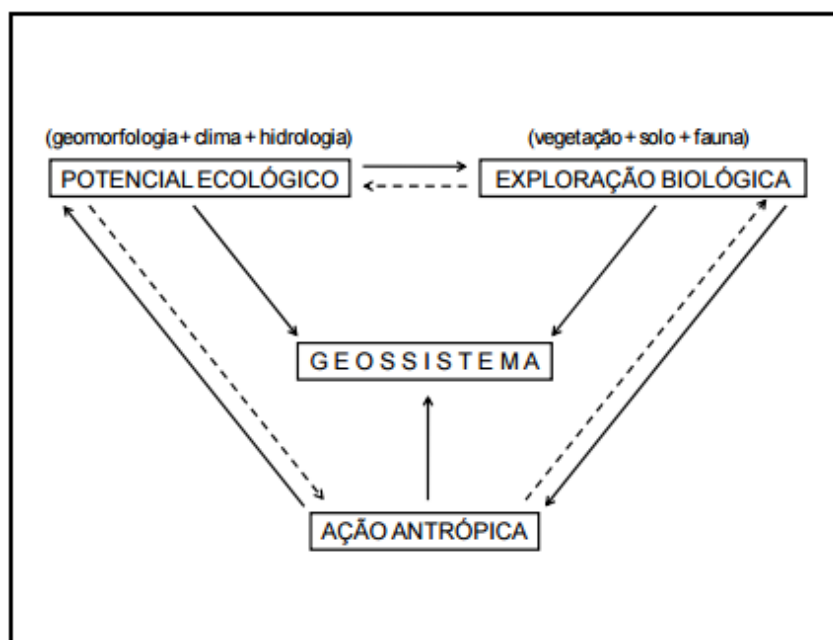 (geomorfologia + clima + hidrologia)
POTENCIAL ECOLÓGICO
(vegetação + solo + fauna)
EXPLORAÇÃO BIOLÓGICA
GEOSSISTEMA
AÇÃO ANTRÓPICA